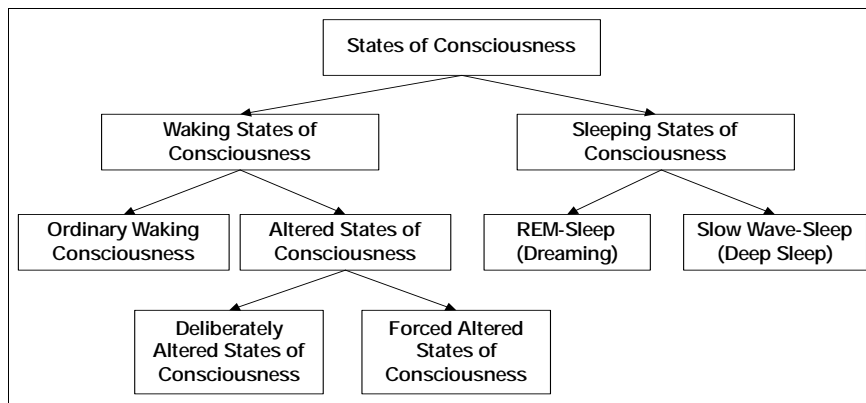 States of Consciousness
Waking States of
Consciousness
Sleeping States of
Consciousness
Ordinary Waking
Consciousness
Altered States of
Consciousness
REM-Sleep
(Dreaming)
Slow Wave-Sleep
(Deep Sleep)
Deliberately
Altered States of
Consciousness
Forced Altered
States of
Consciousness